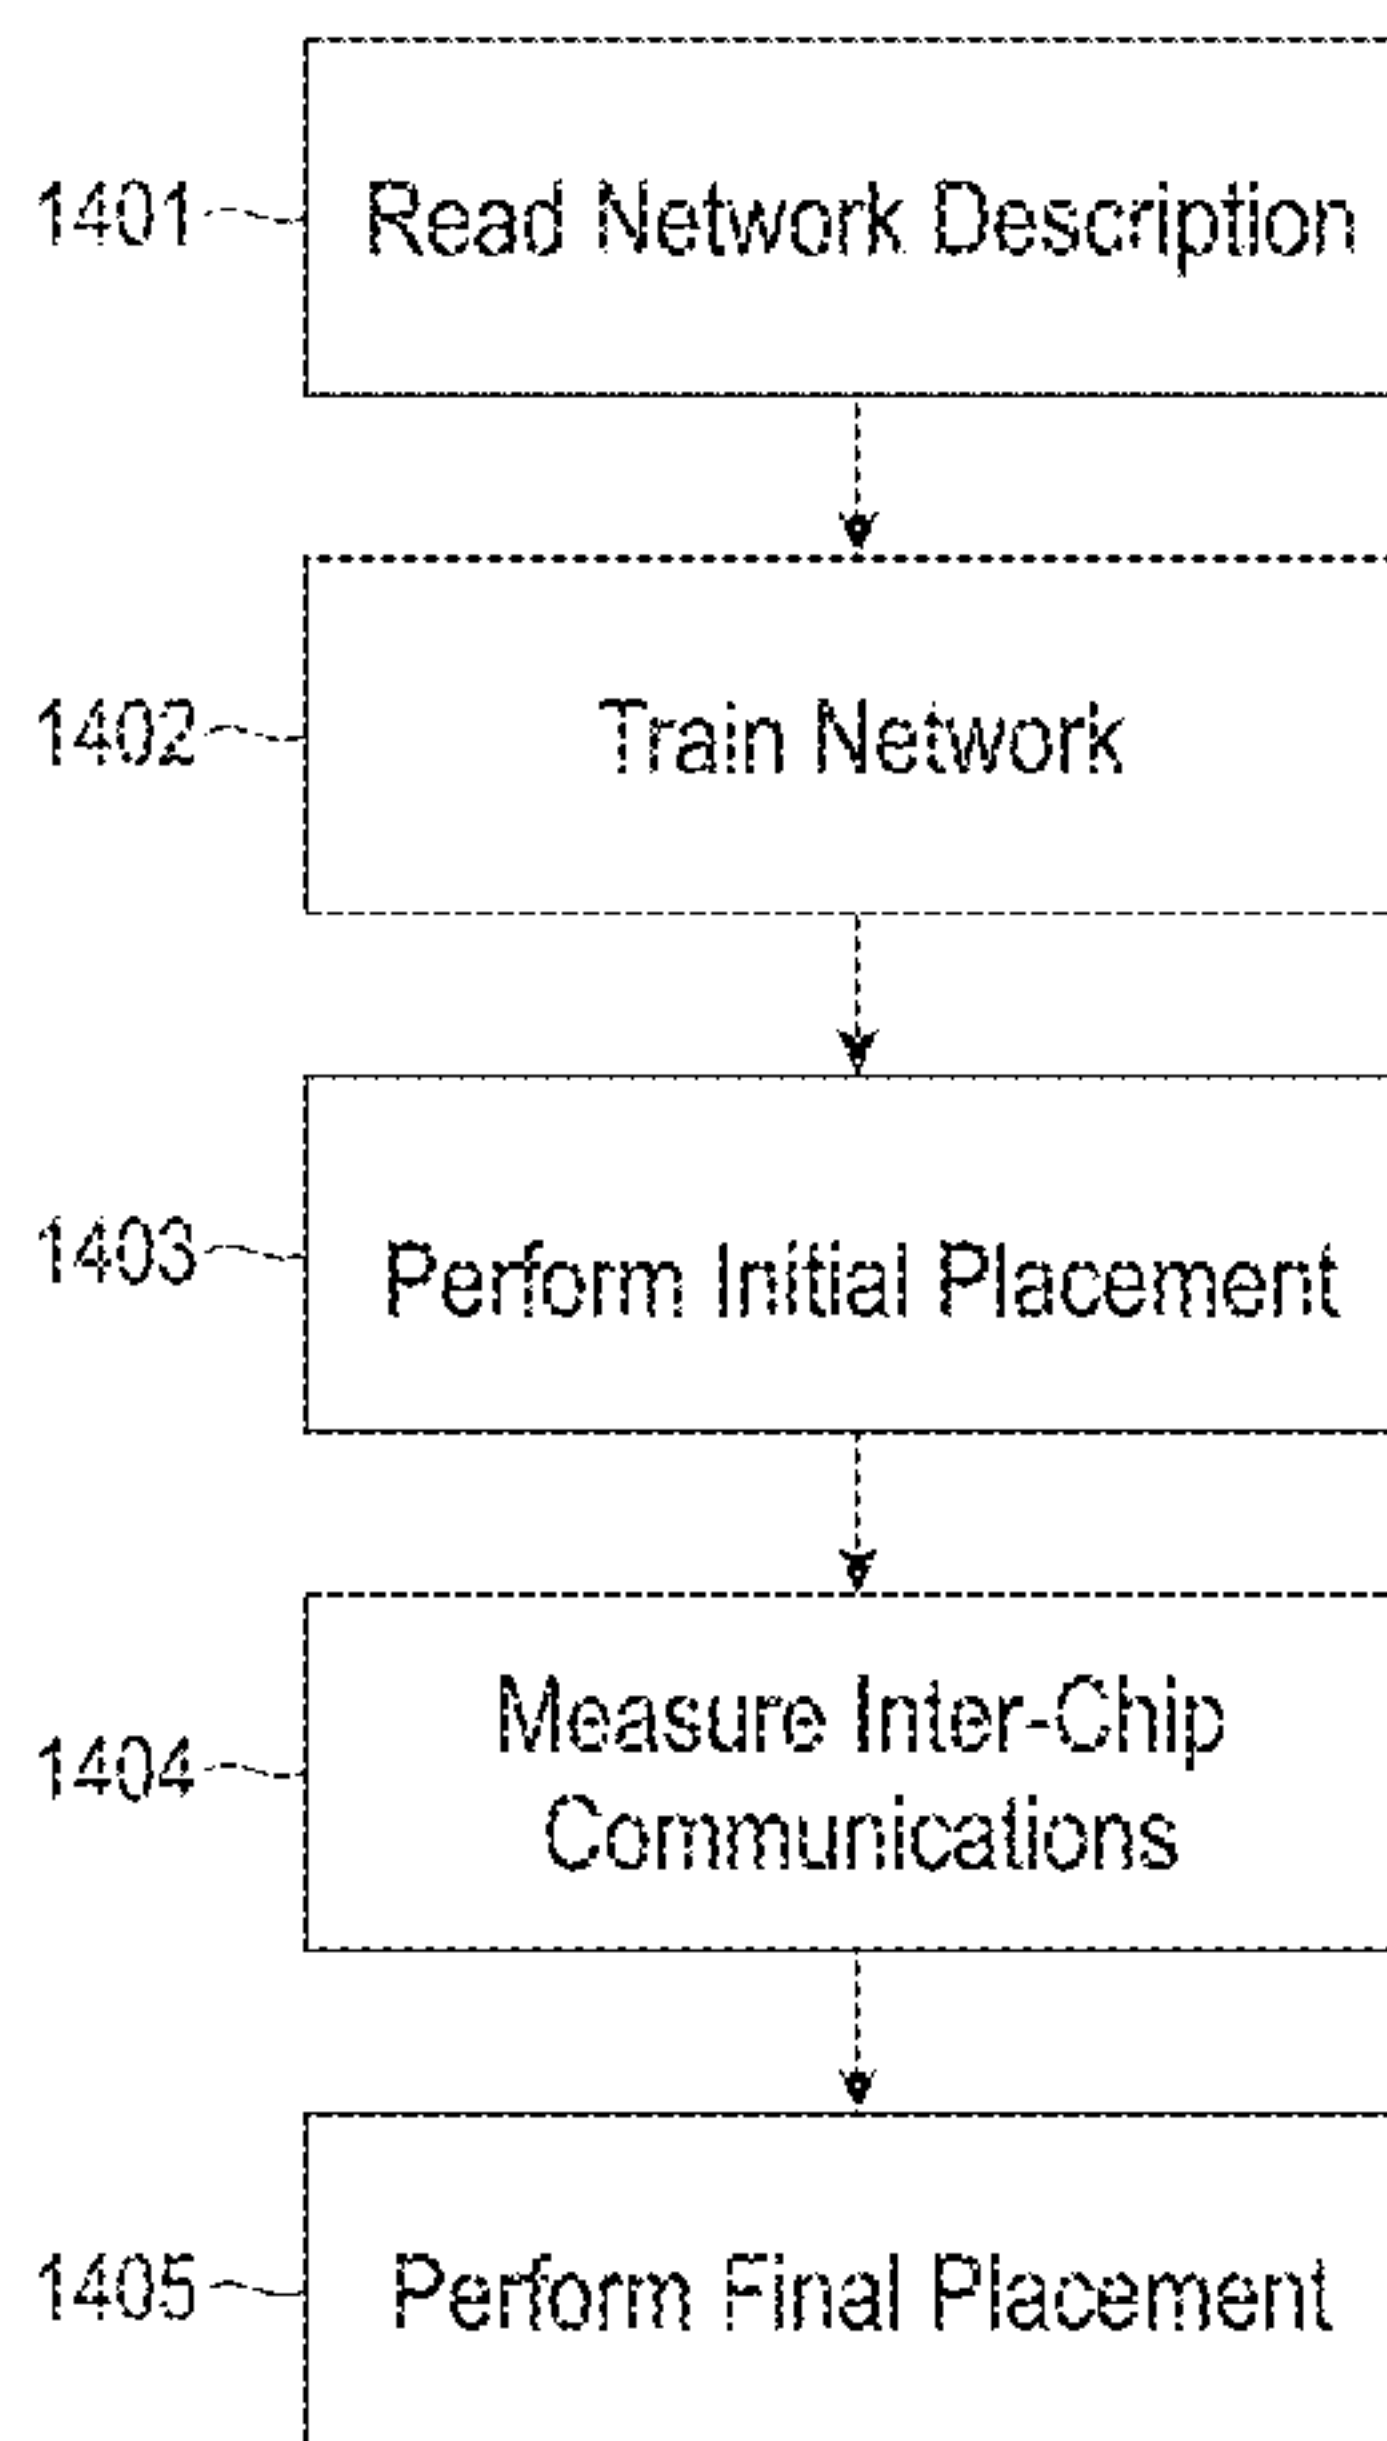 1401 Read Network Description
1402 Train Network
1403 Perform Initial Placement
Measure Inter-Chip
1404
Communications
1405 Perform Final Placement